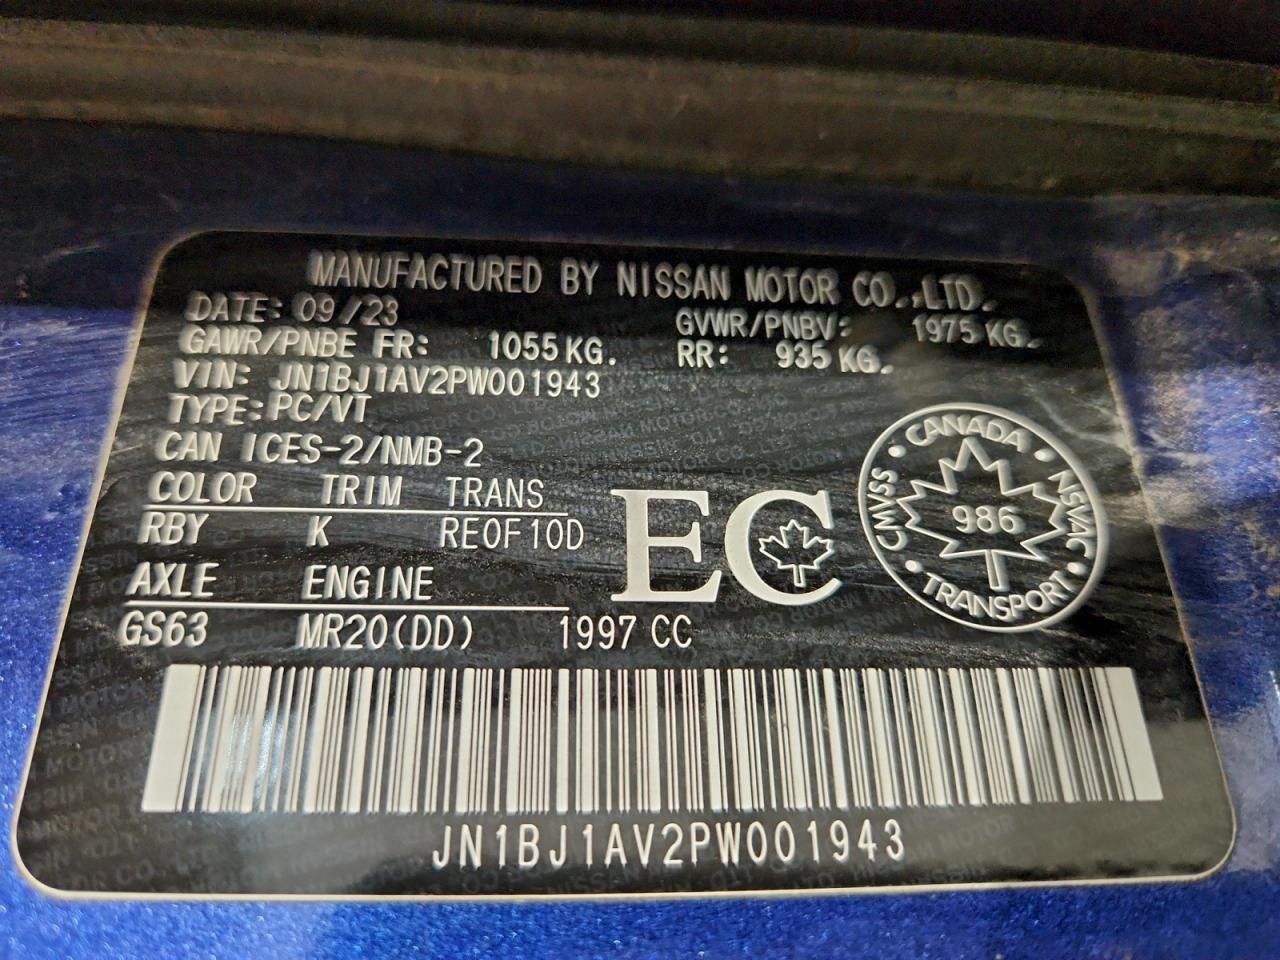 MANUFACTURED BY NISSAN MOTOR CO.,LTD.
DATE: 09/23
GVWR/PNBV: 1975 KG.
GAWR/PNBE FR: 1055 KG. RR: 935 KG.
VIN: JN1BJ1AV2PW001943
TYPE:PC/VT
CAN ICES-2/NMB-2
COLOR TRIM TRANS
RBY K RE0F10D
AXLE ENGINE
GS63 MR20(DD) 1997 CC
EC
CANADA
CMVSS 986 NSVAC
TRANSPORT
JN1BJ1AV2PW001943